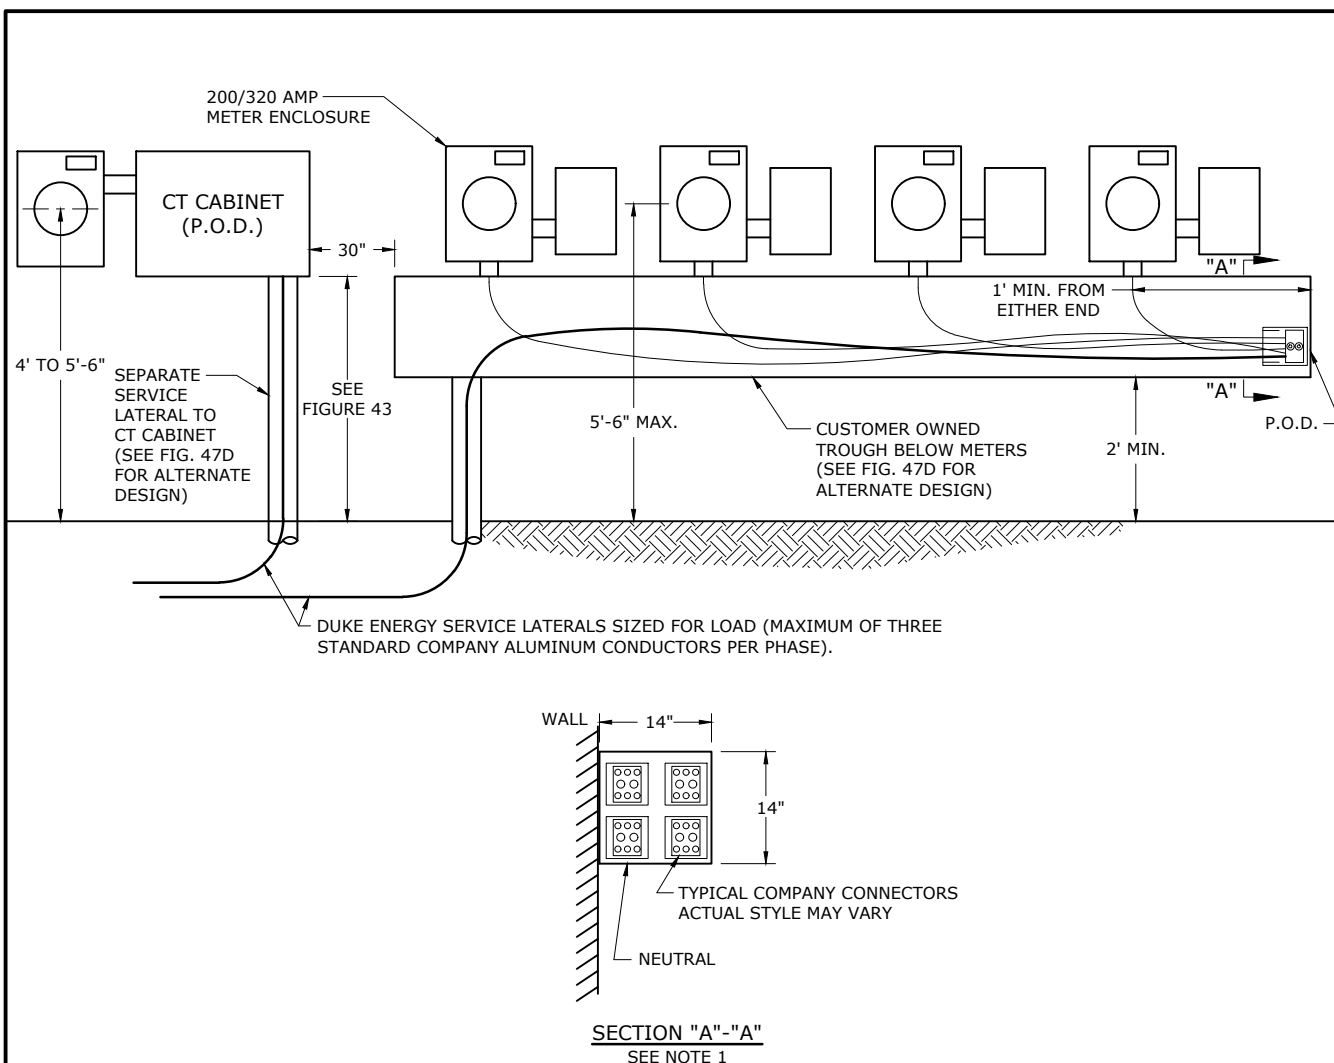 200/320 AMP
METER ENCLOSURE
CT CABINET
(P.O.D.)
30"
"A"
1' MIN. FROM
EITHER END
4' TO 5'-6"
SEPARATE
SERVICE
LATERAL TO
CT CABINET
(SEE FIG. 47D
FOR ALTERNATE
DESIGN)
SEE
FIGURE 43
5'-6" MAX.
CUSTOMER OWNED
TROUGH BELOW METERS
(SEE FIG. 47D FOR
ALTERNATE DESIGN)
"A"
2' MIN.
P.O.D.
DUKE ENERGY SERVICE LATERALS SIZED FOR LOAD (MAXIMUM OF THREE
STANDARD COMPANY ALUMINUM CONDUCTORS PER PHASE).
WALL
14"
14"
TYPICAL COMPANY CONNECTORS
ACTUAL STYLE MAY VARY
NEUTRAL
SECTION "A"-"A"
SEE NOTE 1